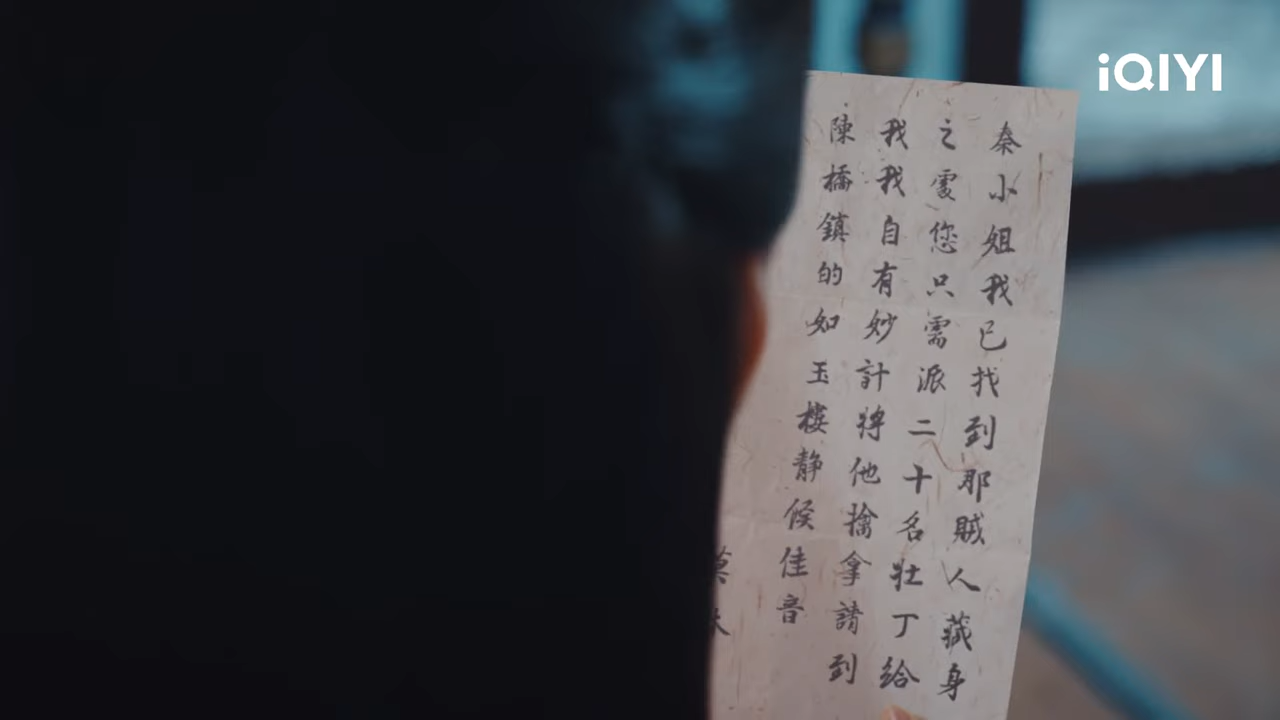 iQIYI
秦小姐我已找到那賊人藏身
之處您只需派二十名壯丁給
我我自有妙計將他擒拿請到
陳橋鎮的如玉樓静候佳音